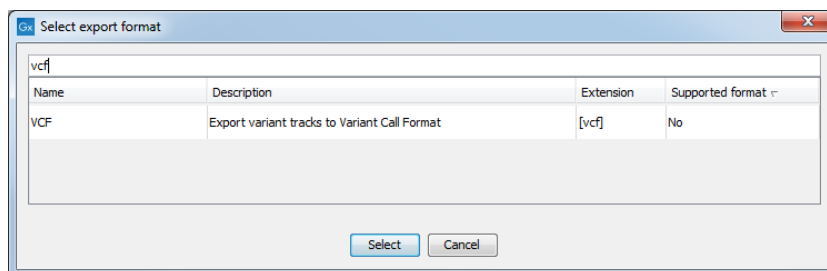 Gx Select export format
vcf
Name Description Extension Supported format
VCF Export variant tracks to Variant Call Format [vcf] No
Select Cancel